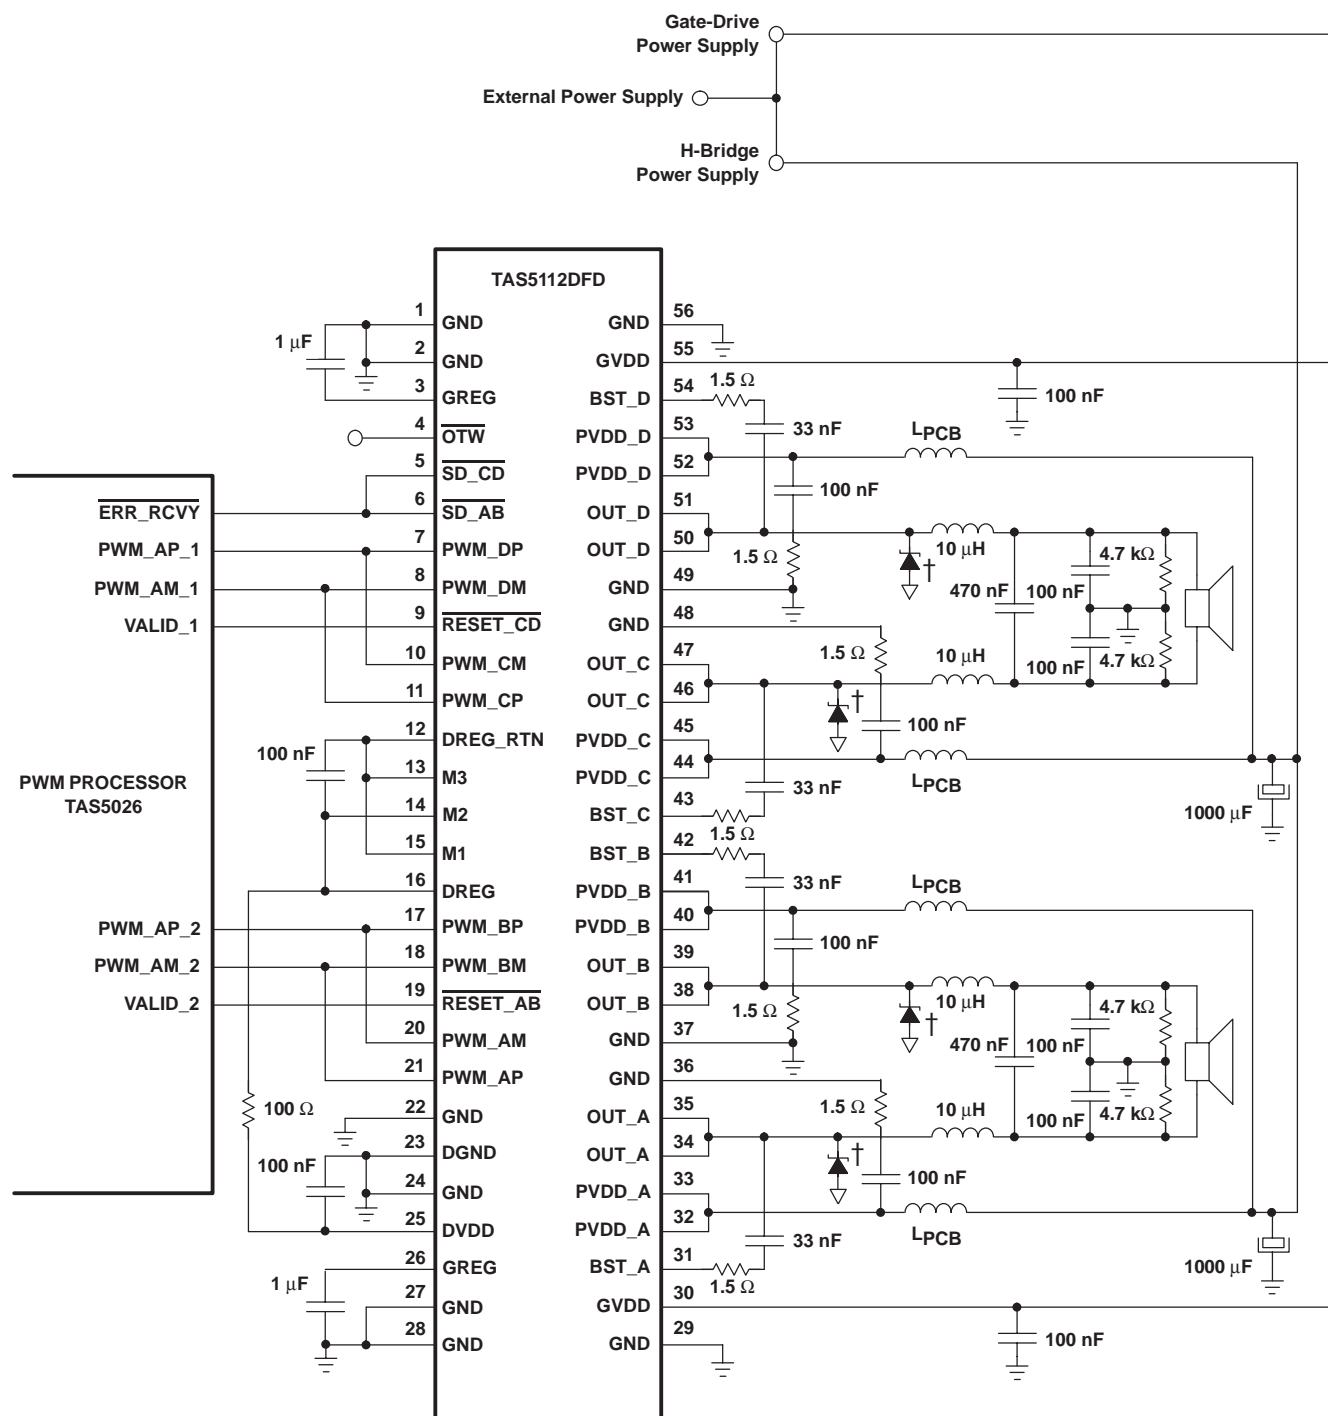 Gate-Drive
Power Supply
External Power Supply
H-Bridge
Power Supply
TAS5112DFD
1 GND
2 GND
3 GREG
4 OTW
5 SD_CD
6 SD_AB
7 PWM_DP
8 PWM_DM
9 RESET_CD
10 PWM_CM
11 PWM_CP
12 DREG_RTN
13 M3
14 M2
15 M1
16 DREG
17 PWM_BP
18 PWM_BM
19 RESET_AB
20 PWM_AM
21 PWM_AP
22 GND
23 DGND
24 GND
25 DVDD
26 GREG
27 GND
28 GND
GND 56
GVDD 55
BST_D 54
PVDD_D 53
PVDD_D 52
OUT_D 51
OUT_D 50
GND 49
GND 48
OUT_C 47
OUT_C 46
PVDD_C 45
PVDD_C 44
BST_C 43
BST_B 42
PVDD_B 41
PVDD_B 40
OUT_B 39
OUT_B 38
GND 37
GND 36
OUT_A 35
OUT_A 34
PVDD_A 33
PVDD_A 32
BST_A 31
GVDD 30
GND 29
PWM PROCESSOR
TAS5026
ERR_RCVY
PWM_AP_1
PWM_AM_1
VALID_1
PWM_AP_2
PWM_AM_2
VALID_2
1 μF
100 nF
100 Ω
100 nF
1 μF
100 nF
1.5 Ω
33 nF
LPCB
100 nF
1.5 Ω
†
10 μH
470 nF
100 nF
4.7 kΩ
100 nF
4.7 kΩ
1.5 Ω
10 μH
†
100 nF
LPCB
33 nF
1.5 Ω
1000 μF
33 nF
LPCB
100 nF
1.5 Ω
†
10 μH
470 nF
100 nF
4.7 kΩ
100 nF
4.7 kΩ
1.5 Ω
10 μH
†
100 nF
LPCB
33 nF
1.5 Ω
1000 μF
100 nF